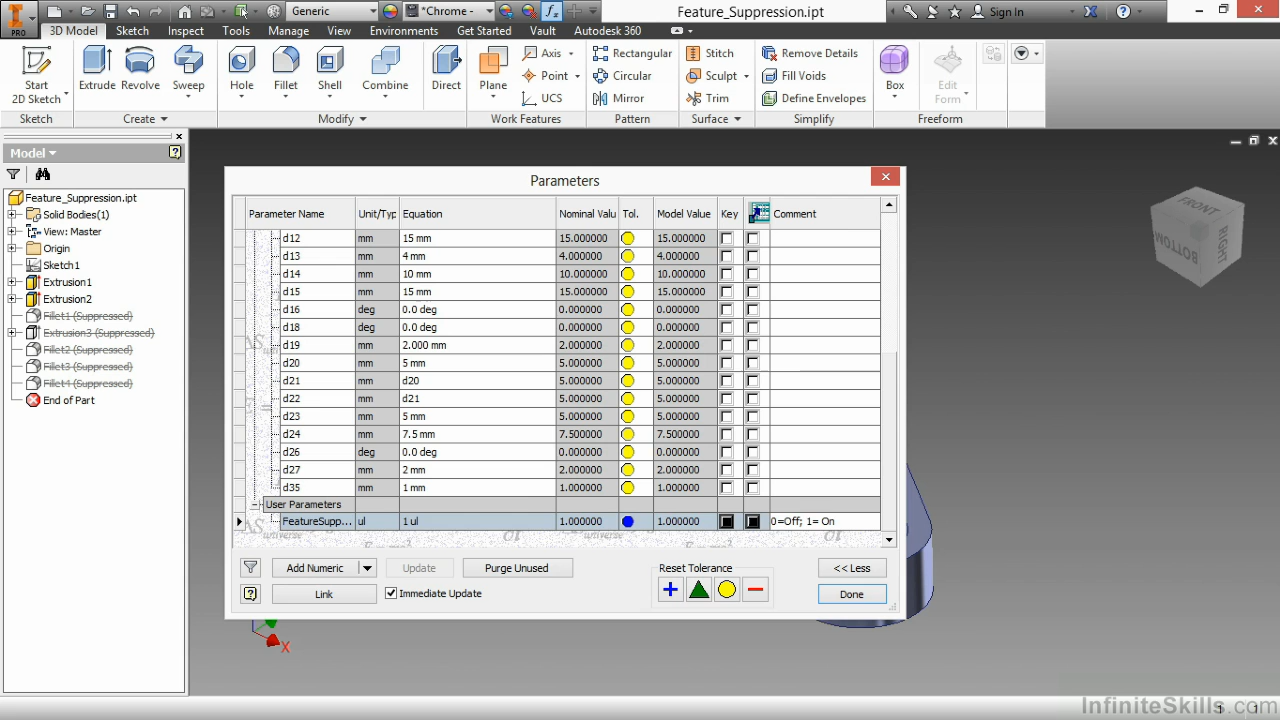 PRO
Generic
*Chrome
fx
Feature_Suppression.ipt
Sign In
3D Model Sketch Inspect Tools Manage View Environments Get Started Vault Autodesk 360
Start
2D Sketch
Extrude Revolve Sweep Hole Fillet Shell Combine Direct Plane
Axis
Point
UCS
Rectangular
Circular
Mirror
Stitch
Sculpt
Trim
Remove Details
Fill Voids
Define Envelopes
Box
Edit
Form
Sketch Create Modify Work Features Pattern Surface Simplify Freeform
Model
Feature_Suppression.ipt
Solid Bodies(1)
View: Master
Origin
Sketch1
Extrusion1
Extrusion2
Fillet1 (Suppressed)
Extrusion3 (Suppressed)
Fillet2 (Suppressed)
Fillet3 (Suppressed)
Fillet4 (Suppressed)
End of Part
Parameters
Parameter Name Unit/Typ Equation Nominal Valu Tol. Model Value Key Comment
d12 mm 15 mm 15.000000 15.000000
d13 mm 4 mm 4.000000 4.000000
d14 mm 10 mm 10.000000 10.000000
d15 mm 15 mm 15.000000 15.000000
d16 deg 0.0 deg 0.000000 0.000000
d18 deg 0.0 deg 0.000000 0.000000
d19 mm 2.000 mm 2.000000 2.000000
d20 mm 5 mm 5.000000 5.000000
d21 mm d20 5.000000 5.000000
d22 mm d21 5.000000 5.000000
d23 mm 5 mm 5.000000 5.000000
d24 mm 7.5 mm 7.500000 7.500000
d26 deg 0.0 deg 0.000000 0.000000
d27 mm 2 mm 2.000000 2.000000
d35 mm 1 mm 1.000000 1.000000
User Parameters
FeatureSupp... ul 1 ul 1.000000 1.000000 0=Off; 1= On
Add Numeric Update Purge Unused Reset Tolerance << Less
Link Immediate Update Done
FRONT
RIGHT
BOTTOM
X
InfiniteSkills.com